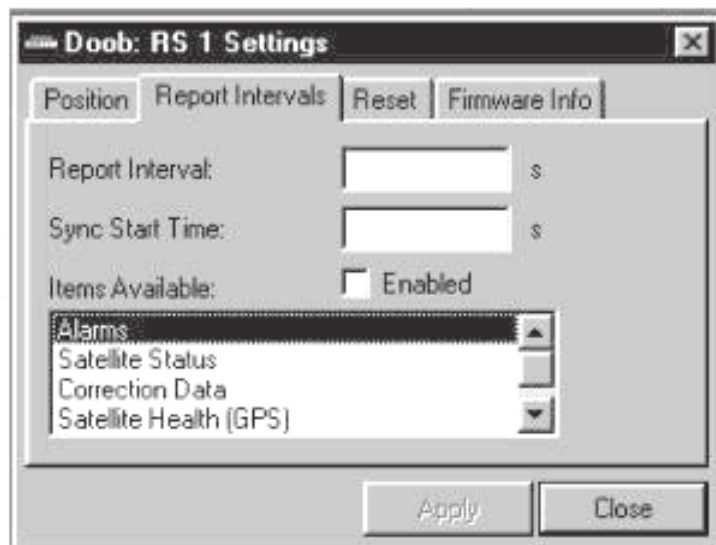 Doob: RS 1 Settings
Position Report Intervals Reset Firmware Info
Report Interval: s
Sync Start Time: s
Items Available: Enabled
Alarms
Satellite Status
Correction Data
Satellite Health (GPS)
Apply Close